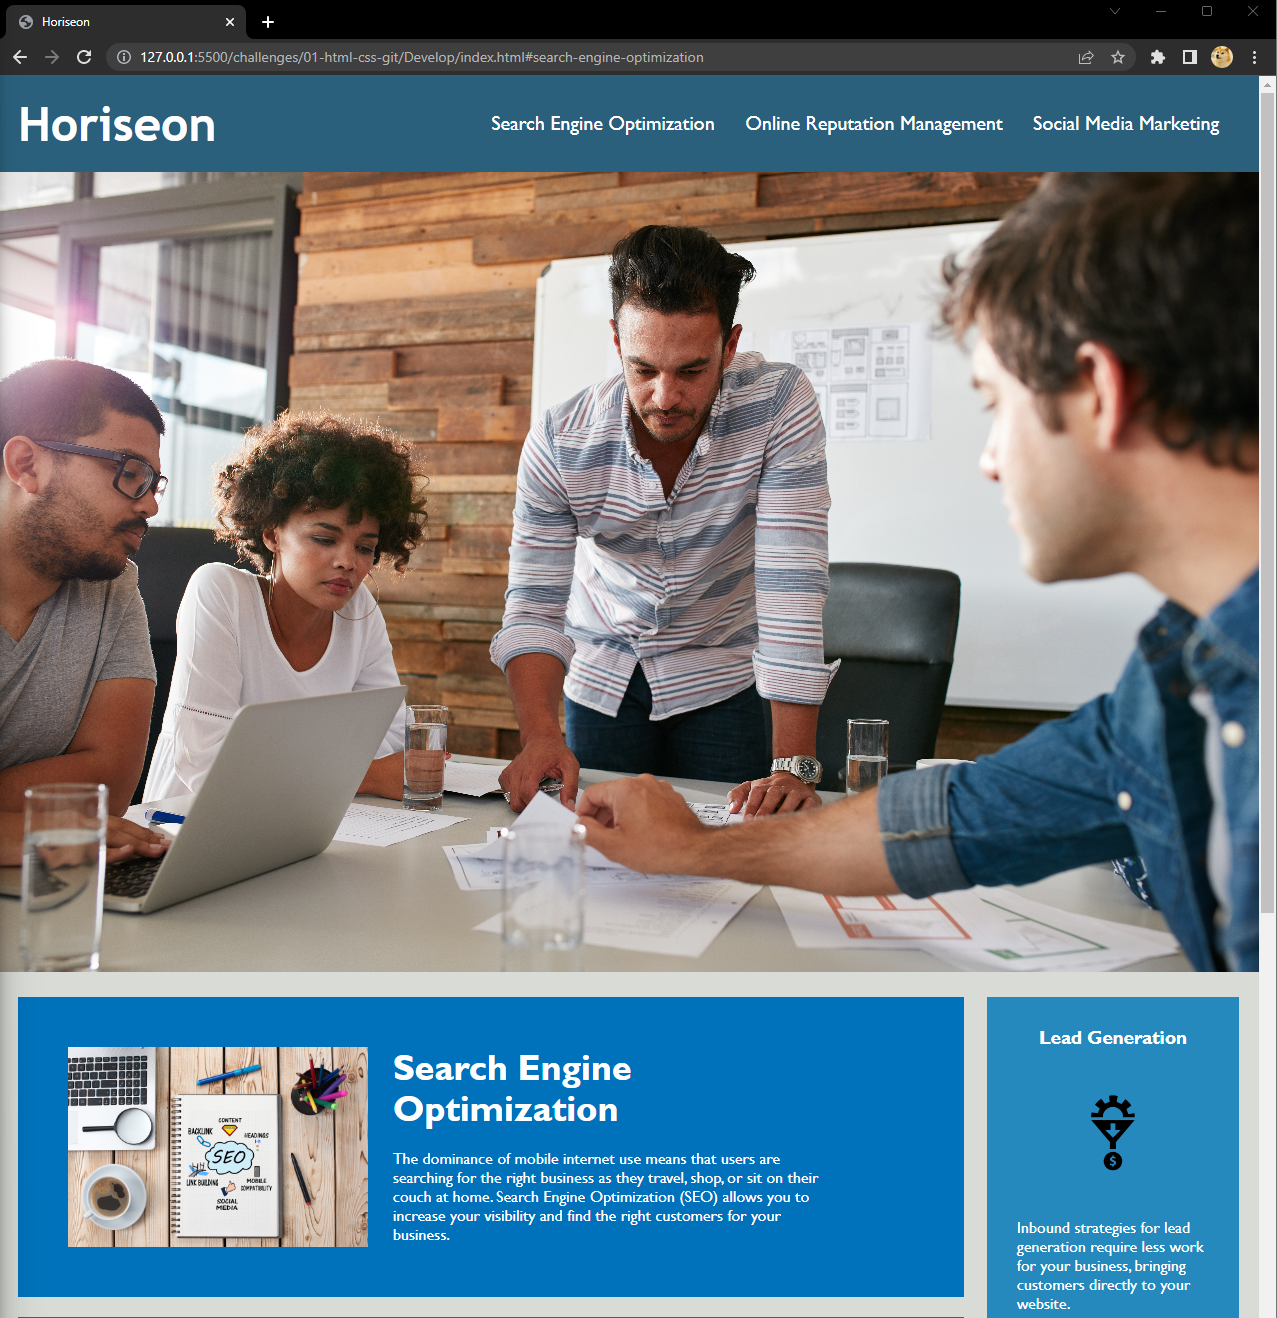 Horiseon
127.0.0.1:5500/challenges/01-html-css-git/Develop/index.html#search-engine-optimization
Horiseon
Search Engine Optimization
Online Reputation Management
Social Media Marketing
CONTENT
BACKLINK
HEADINGS
SEO
LINK BUILDING
MOBILE COMPATIBILITY
SOCIAL
MEDIA
Search Engine
Optimization
The dominance of mobile internet use means that users are
searching for the right business as they travel, shop, or sit on their
couch at home. Search Engine Optimization (SEO) allows you to
increase your visibility and find the right customers for your
business.
Lead Generation
$
Inbound strategies for lead
generation require less work
for your business, bringing
customers directly to your
website.